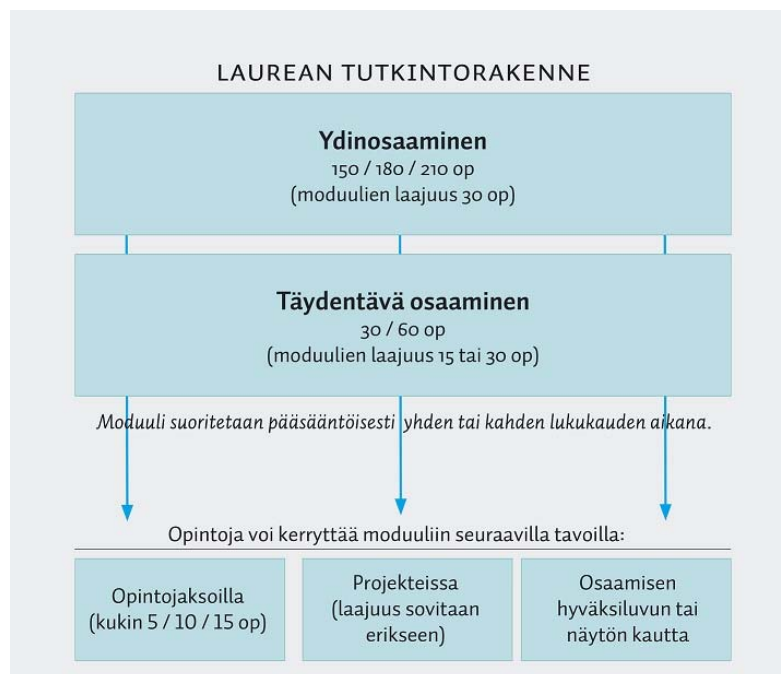 LAUREAN TUTKINTORAKENNE
Ydinosaaminen
150 / 180 / 210 op
(moduulien laajuus 30 op)
Täydentävä osaaminen
30 / 60 op
(moduulien laajuus 15 tai 30 op)
Moduuli suoritetaan pääsääntöisesti yhden tai kahden lukukauden aikana.
Opintoja voi kerryttää moduuliin seuraavilla tavoilla:
Opintojaksoilla
(kukin 5 / 10 / 15 op)
Projekteissa
(laajuus sovitaan
erikseen)
Osaamisen
hyväksiluvun tai
näytön kautta